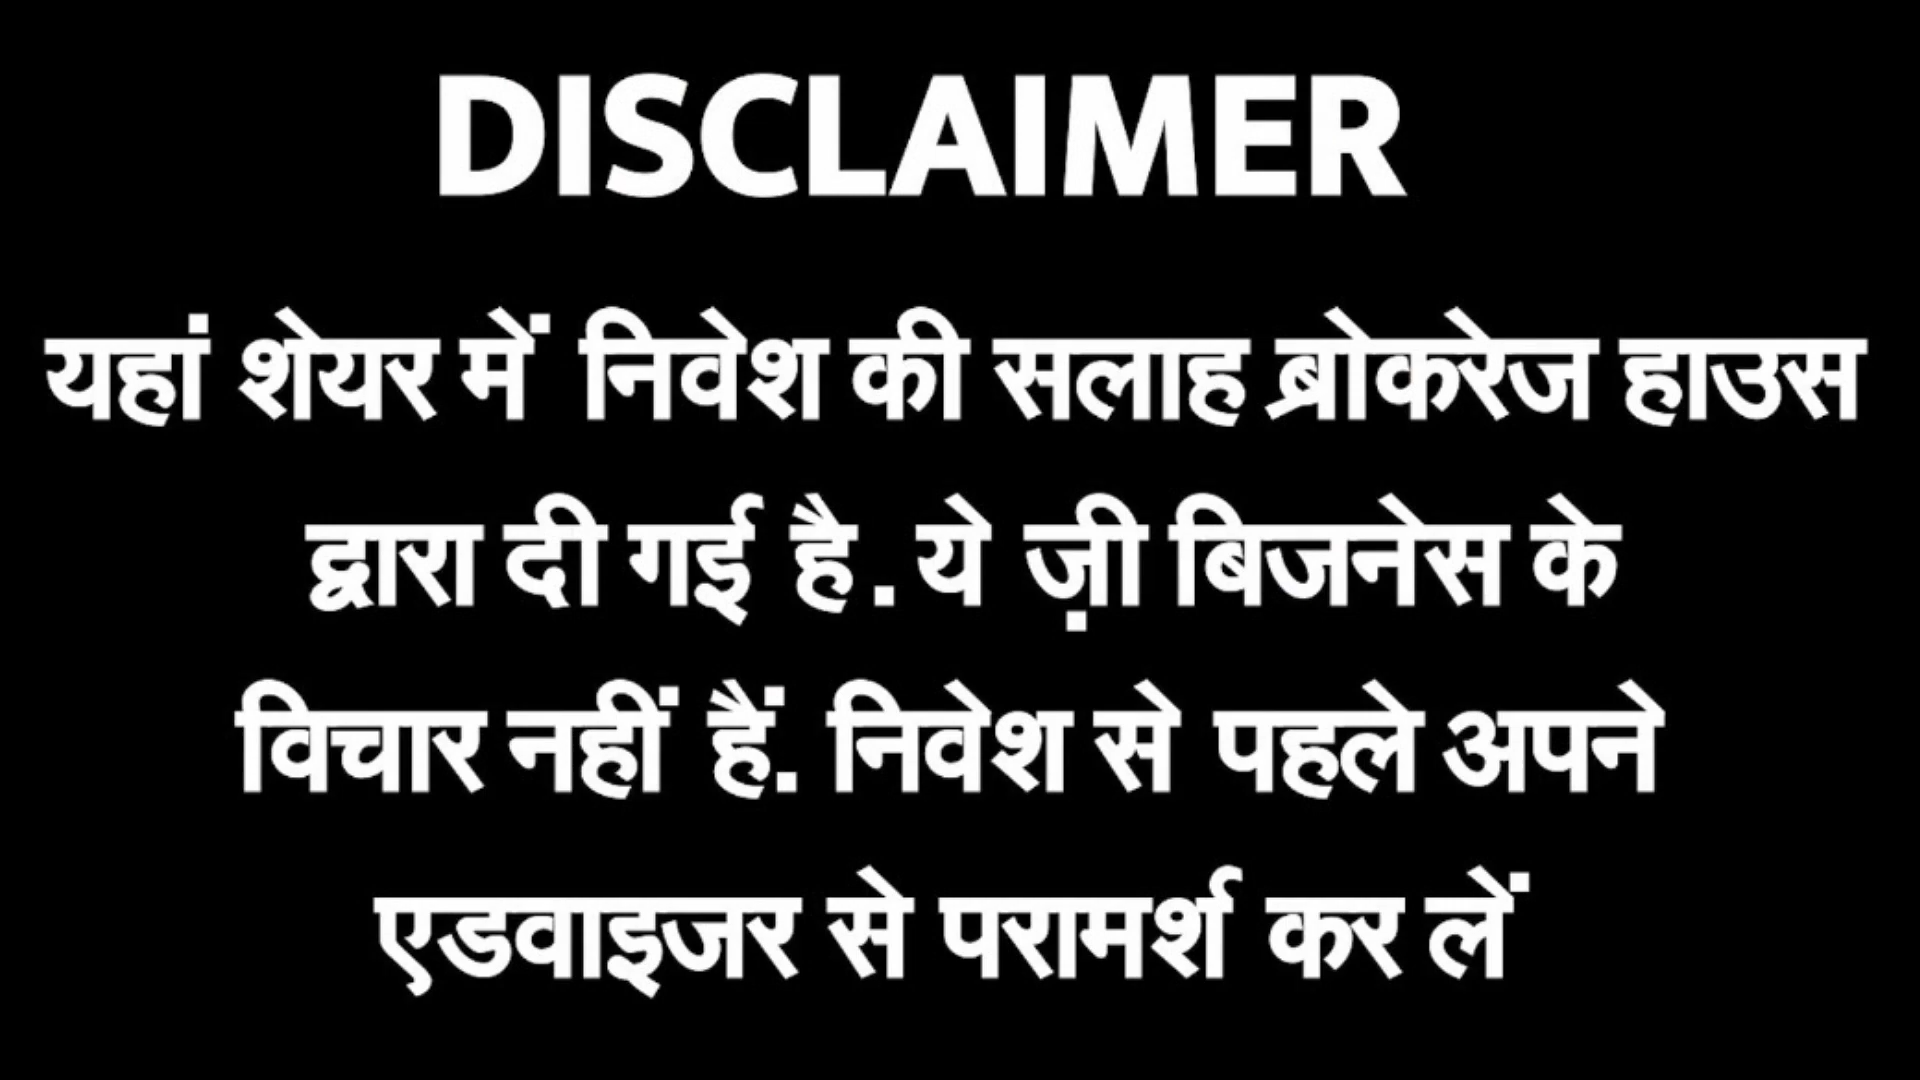 DISCLAIMER
यहां शेयर में निवेश की सलाह ब्रोकरेज हाउस
द्वारा दी गई है . ये ज़ी बिजनेस के
विचार नहीं हैं. निवेश से पहले अपने
एडवाइजर से परामर्श कर लें